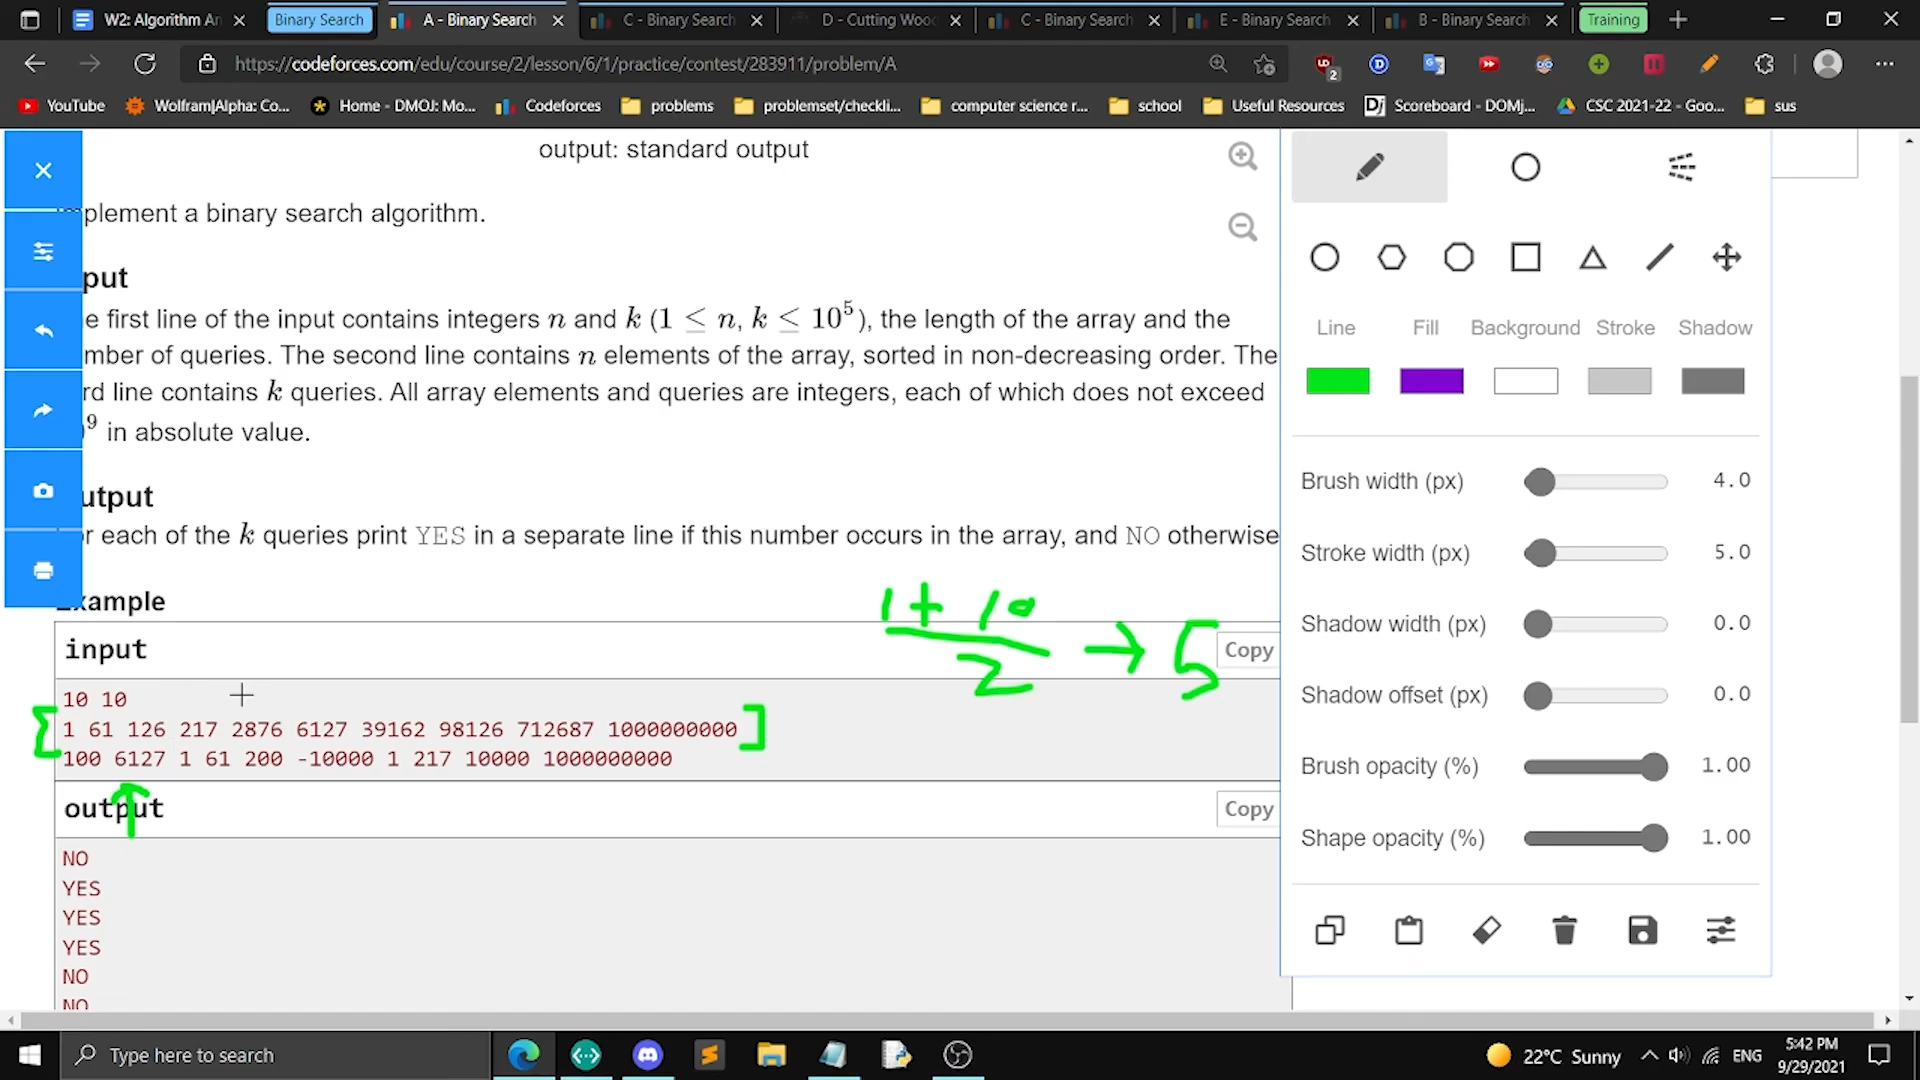 W2: Algorithm An
Binary Search
A - Binary Search
C - Binary Search
D - Cutting Wood
C - Binary Search
E - Binary Search
B - Binary Search
Training
https://codeforces.com/edu/course/2/lesson/6/1/practice/contest/283911/problem/A
2
YouTube
Wolfram|Alpha: Co...
Home - DMOJ: Mo...
Codeforces
problems
problemset/checkli...
computer science r...
school
Useful Resources
Scoreboard - DOMj...
CSC 2021-22 - Goo...
sus
output: standard output
mplement a binary search algorithm.
put
e first line of the input contains integers n and k (1 ≤ n, k ≤ 10^5), the length of the array and the
mber of queries. The second line contains n elements of the array, sorted in non-decreasing order. The
rd line contains k queries. All array elements and queries are integers, each of which does not exceed
9 in absolute value.
utput
r each of the k queries print YES in a separate line if this number occurs in the array, and NO otherwise
Example
1 + 10
2
→ 5
input
Copy
10 10
[1 61 126 217 2876 6127 39162 98126 712687 1000000000]
100 6127 1 61 200 -10000 1 217 10000 1000000000
output
Copy
NO
YES
YES
YES
NO
NO
Line
Fill
Background
Stroke
Shadow
Brush width (px)
4.0
Stroke width (px)
5.0
Shadow width (px)
0.0
Shadow offset (px)
0.0
Brush opacity (%)
1.00
Shape opacity (%)
1.00
Type here to search
22°C Sunny
ENG
5:42 PM
9/29/2021